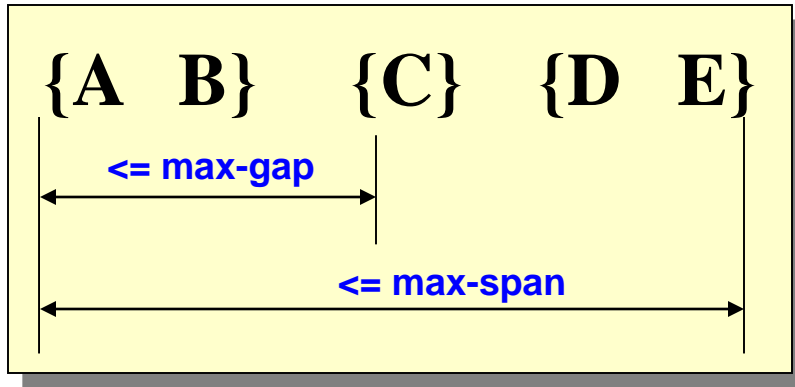 {A B} {C} {D E}
<= max-gap
<= max-span